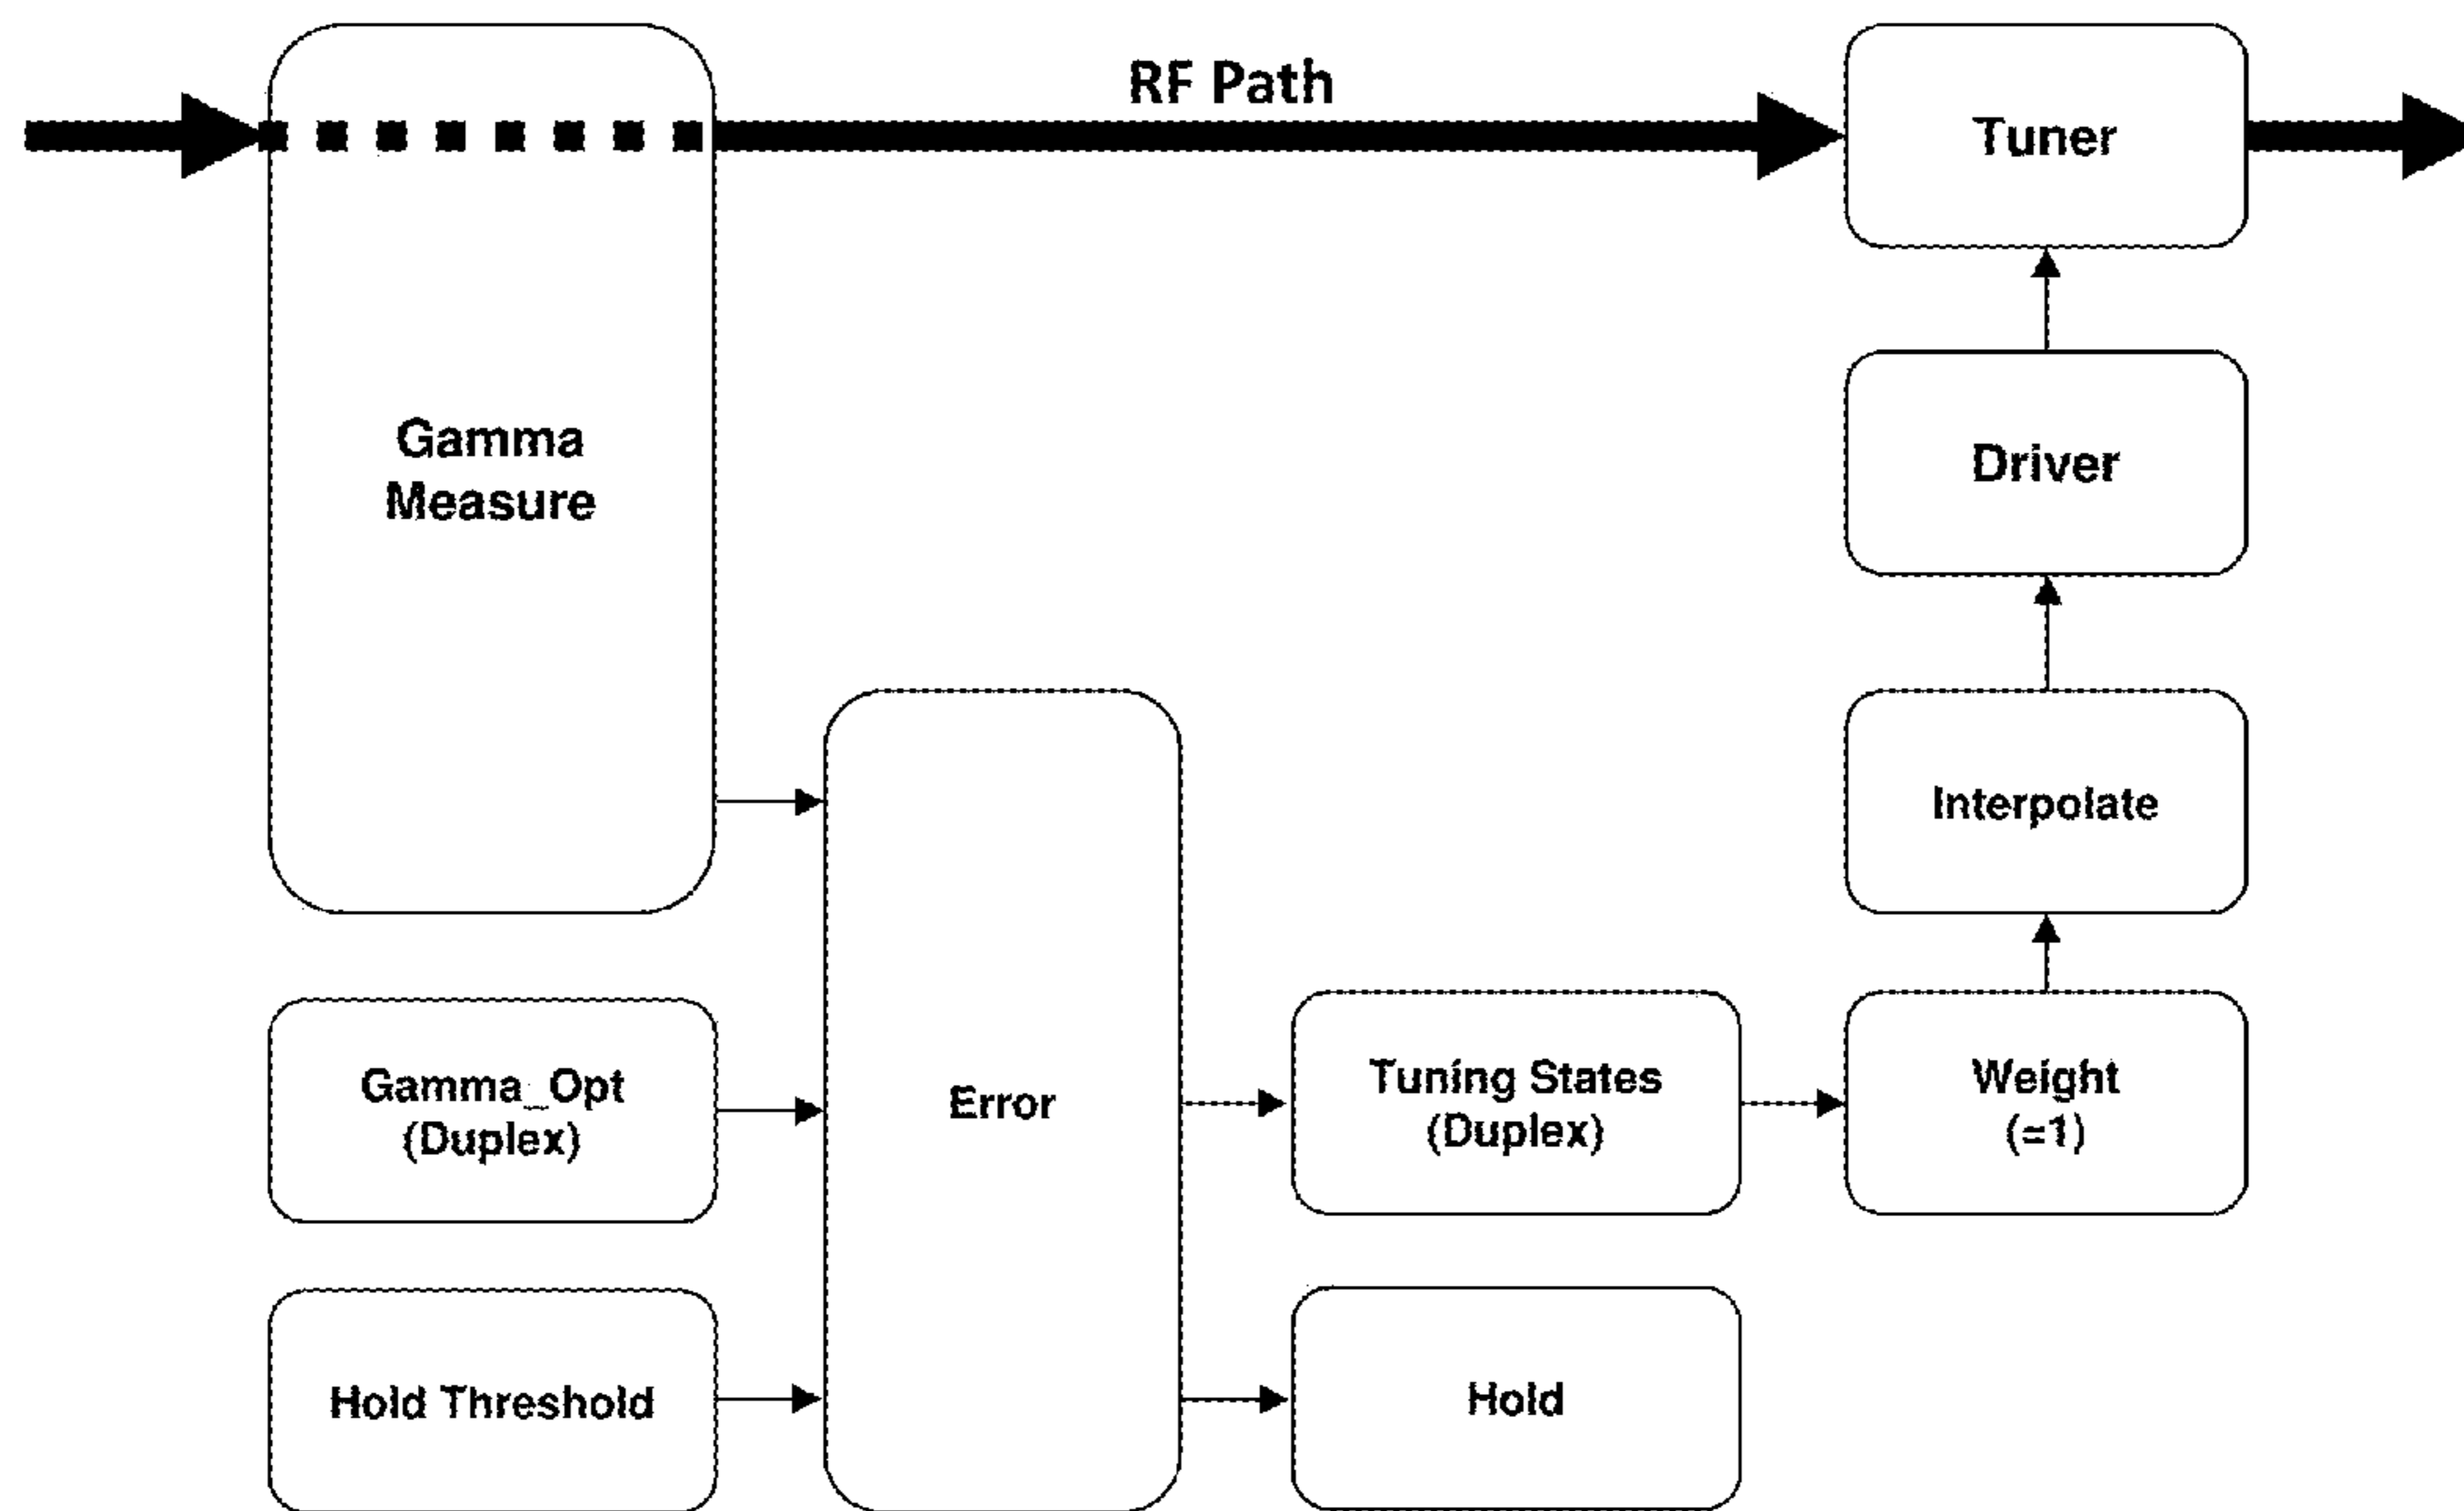 RF Path
Tuner
Gamma
Measure
Driver
Interpolate
Gamma_Opt
(Duplex)
Error
Tuning States
(Duplex)
Weight
(=1)
Hold Threshold
Hold